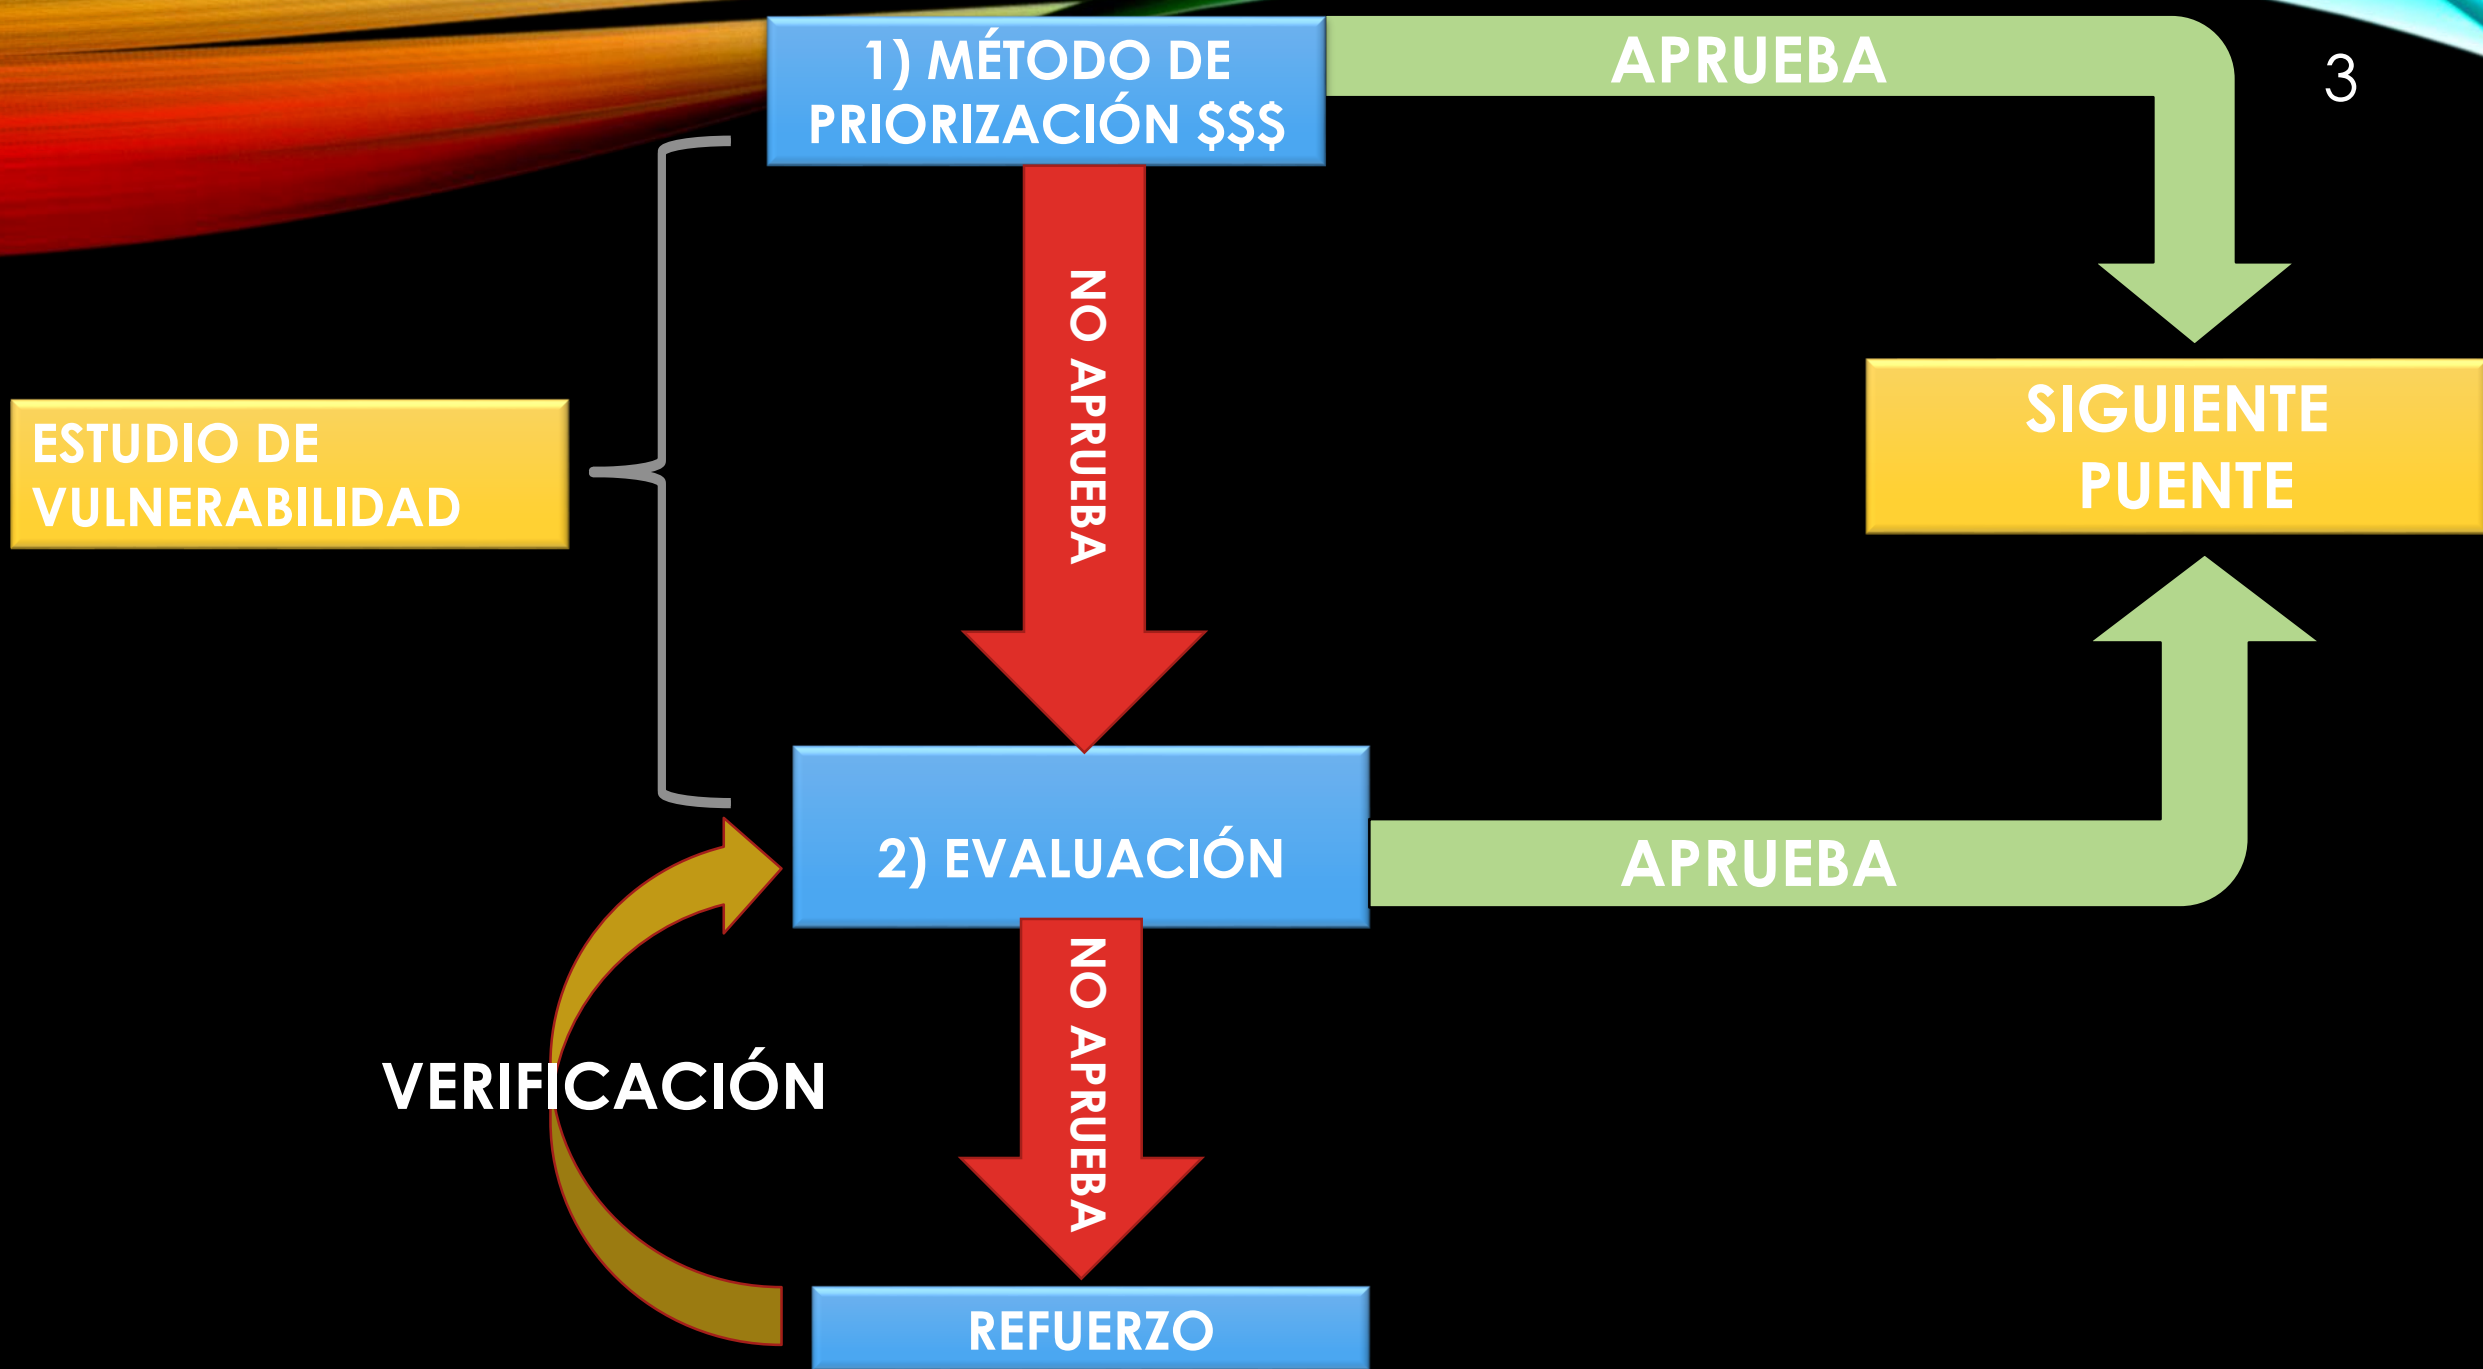 1) MÉTODO DE
PRIORIZACIÓN $$$
APRUEBA
3
NO APRUEBA
ESTUDIO DE
VULNERABILIDAD
SIGUIENTE
PUENTE
2) EVALUACIÓN
APRUEBA
NO APRUEBA
VERIFICACIÓN
REFUERZO